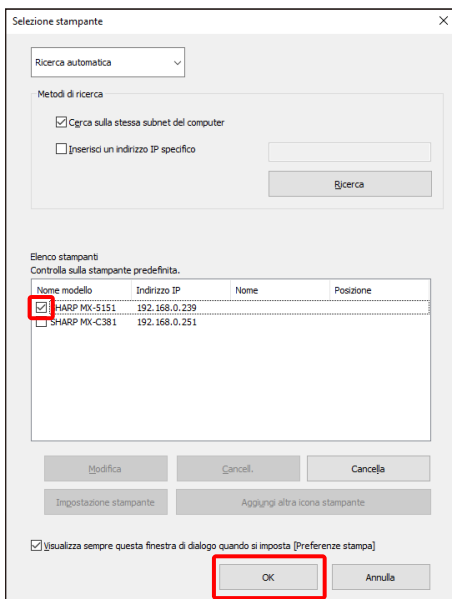 Selezione stampante
Ricerca automatica
Metodi di ricerca
Cerca sulla stessa subnet del computer
Inserisci un indirizzo IP specifico
Ricerca
Elenco stampanti
Controlla sulla stampante predefinita.
Nome modello Indirizzo IP Nome Posizione
HARP MX-5151 192.168.0.239
SHARP MX-C381 192.168.0.251
Modifica Cancell. Cancella
Impostazione stampante Aggiungi altra icona stampante
Visualizza sempre questa finestra di dialogo quando si imposta [Preferenze stampa]
OK Annulla